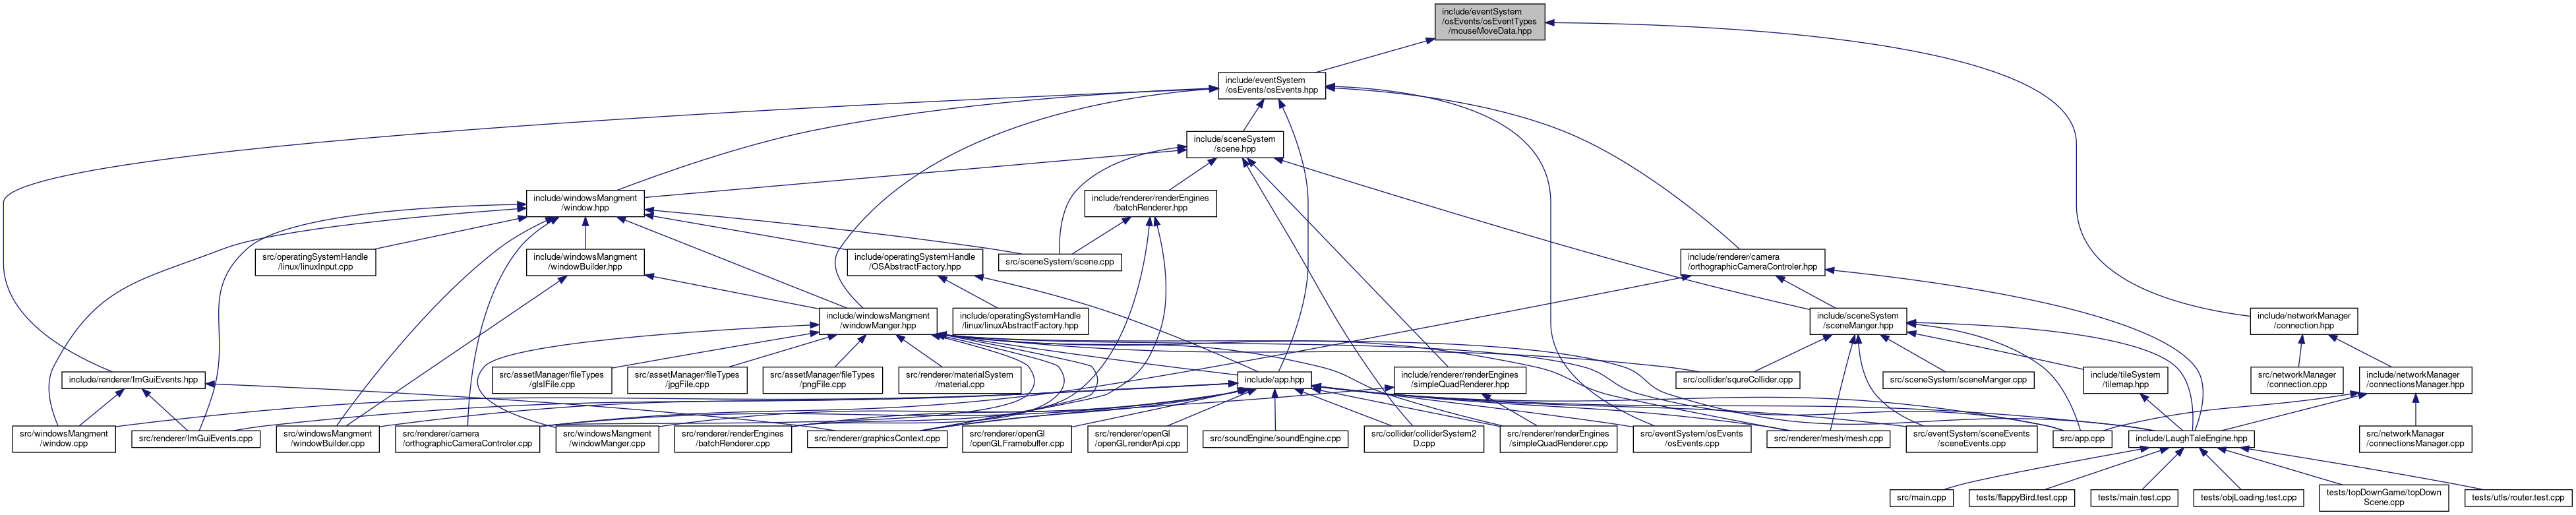 include/eventSystem
/osEvents/osEventTypes
/mouseMoveData.hpp
include/eventSystem
/osEvents/osEvents.hpp
include/sceneSystem
/scene.hpp
include/windowsMangment
/window.hpp
include/renderer/renderEngines
/batchRenderer.hpp
src/operatingSystemHandle
/linux/linuxInput.cpp
include/windowsMangment
/windowBuilder.hpp
include/operatingSystemHandle
/OSAbstractFactory.hpp
src/sceneSystem/scene.cpp
include/renderer/camera
/orthographicCameraControler.hpp
include/windowsMangment
/windowManger.hpp
include/operatingSystemHandle
/linux/linuxAbstractFactory.hpp
include/sceneSystem
/sceneManger.hpp
include/networkManager
/connection.hpp
include/renderer/ImGuiEvents.hpp
src/assetManager/fileTypes
/glslFile.cpp
src/assetManager/fileTypes
/jpgFile.cpp
src/assetManager/fileTypes
/pngFile.cpp
src/renderer/materialSystem
/material.cpp
include/app.hpp
include/renderer/renderEngines
/simpleQuadRenderer.hpp
src/collider/squreCollider.cpp
src/sceneSystem/sceneManger.cpp
include/tileSystem
/tilemap.hpp
src/networkManager
/connection.cpp
include/networkManager
/connectionsManager.hpp
src/windowsMangment
/window.cpp
src/renderer/ImGuiEvents.cpp
src/windowsMangment
/windowBuilder.cpp
src/renderer/camera
/orthographicCameraControler.cpp
src/windowsMangment
/windowManger.cpp
src/renderer/renderEngines
/batchRenderer.cpp
src/renderer/graphicsContext.cpp
src/renderer/openGl
/openGLFramebuffer.cpp
src/renderer/openGl
/openGLrenderApi.cpp
src/soundEngine/soundEngine.cpp
src/collider/colliderSystem2
D.cpp
src/renderer/renderEngines
/simpleQuadRenderer.cpp
src/eventSystem/osEvents
/osEvents.cpp
src/renderer/mesh/mesh.cpp
src/eventSystem/sceneEvents
/sceneEvents.cpp
src/app.cpp
include/LaughTaleEngine.hpp
src/networkManager
/connectionsManager.cpp
src/main.cpp
tests/flappyBird.test.cpp
tests/main.test.cpp
tests/objLoading.test.cpp
tests/topDownGame/topDown
Scene.cpp
tests/utls/router.test.cpp